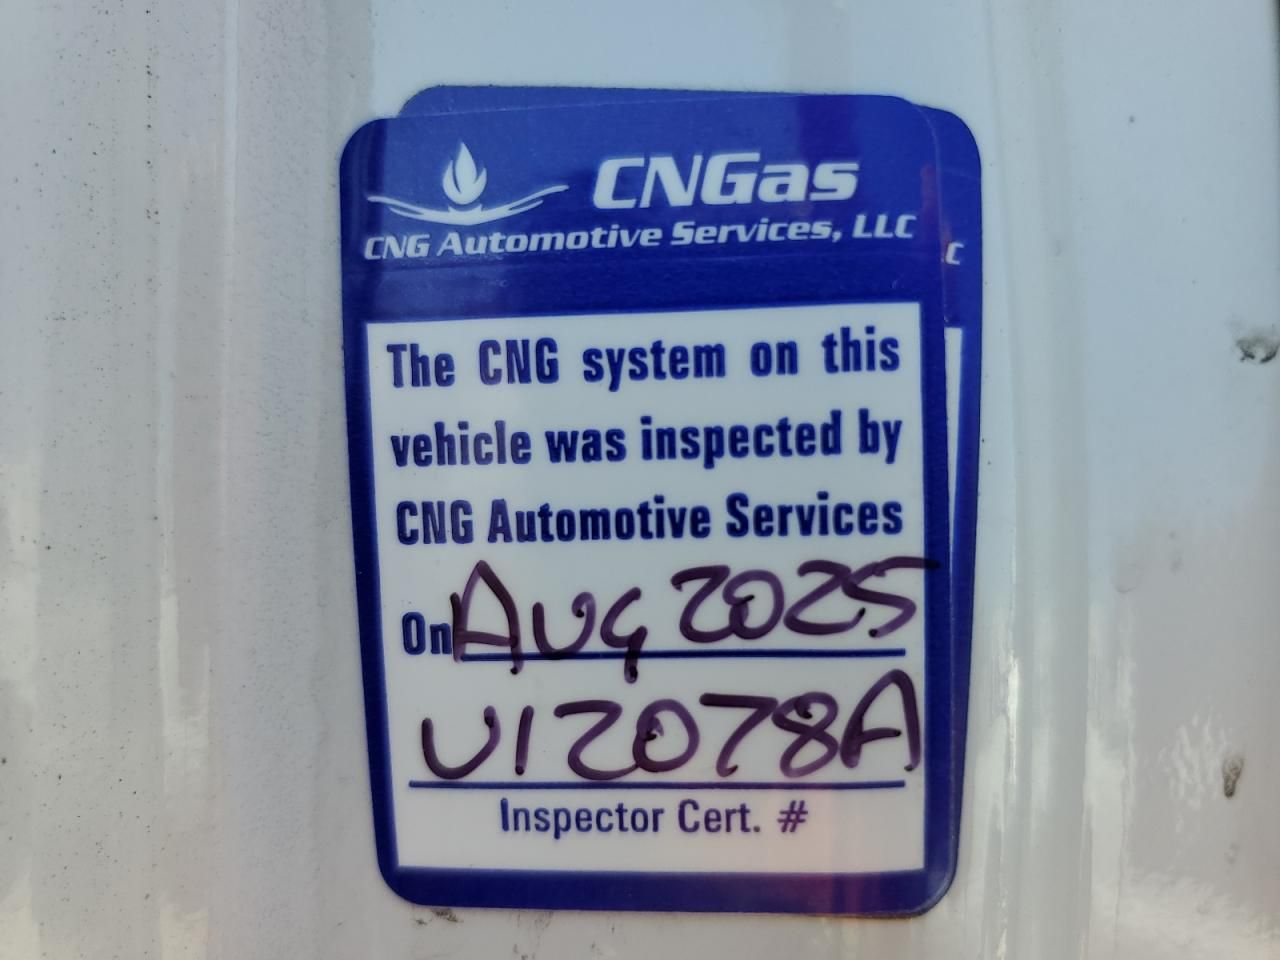 CNGas
CNG Automotive Services, LLC
C
The CNG system on this
vehicle was inspected by
CNG Automotive Services
On AUG 2025
U12078A
Inspector Cert. #